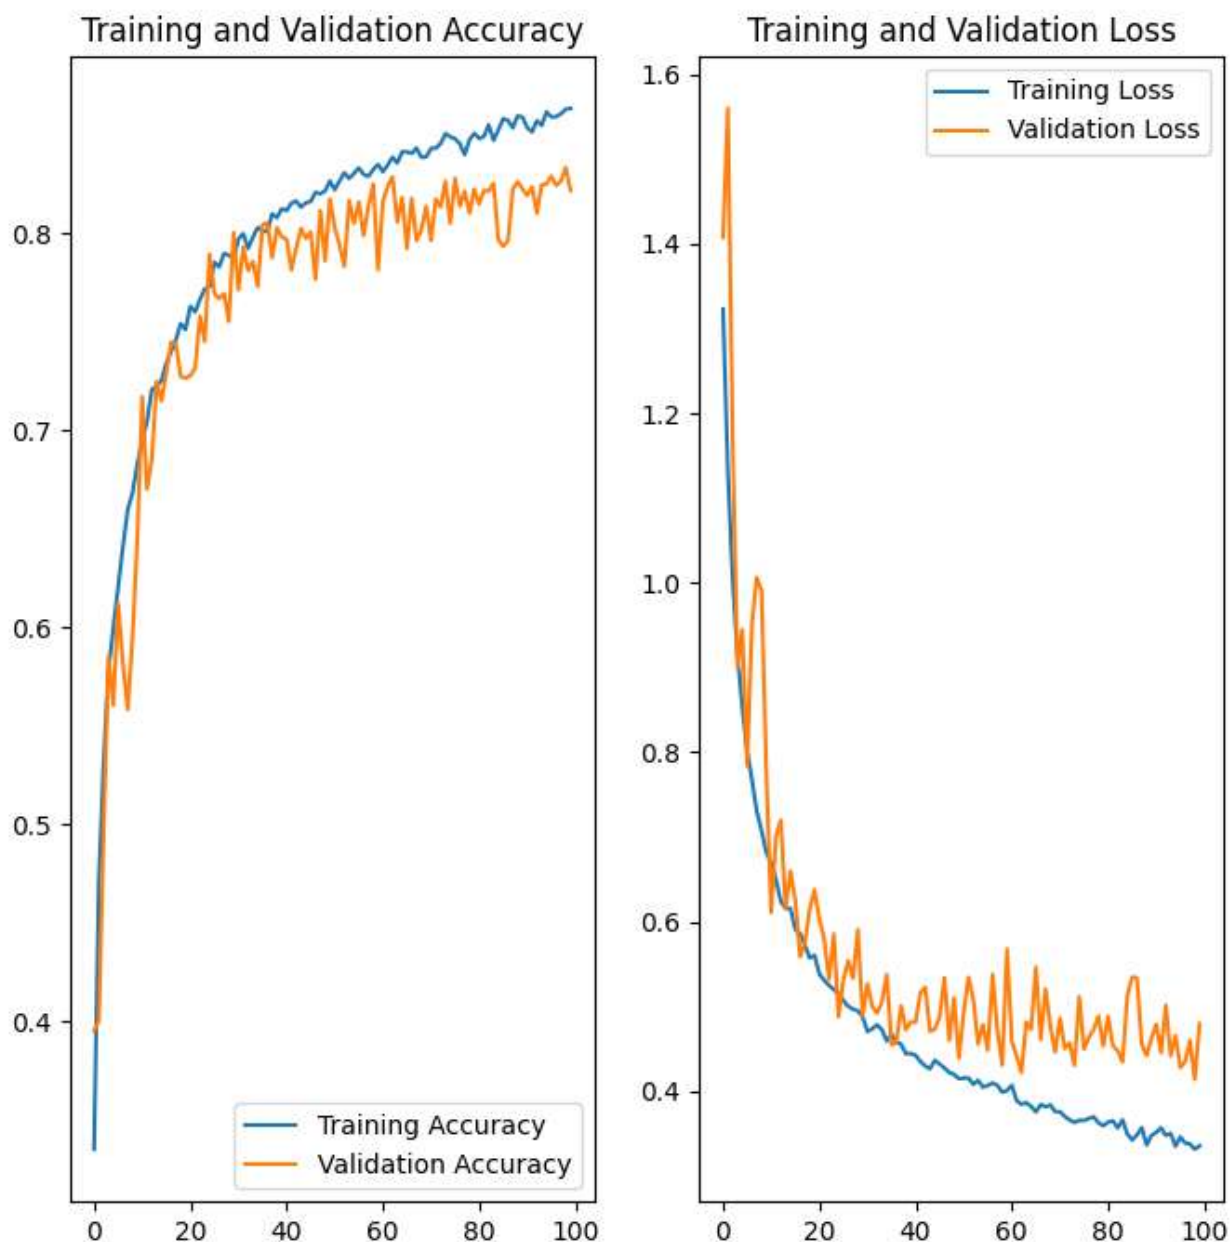 Training and Validation Accuracy
0.8
0.7
0.6
0.5
0.4
Training Accuracy
Validation Accuracy
0 20 40 60 80 100
Training and Validation Loss
1.6
Training Loss
Validation Loss
1.4
1.2
1.0
0.8
0.6
0.4
0 20 40 60 80 100